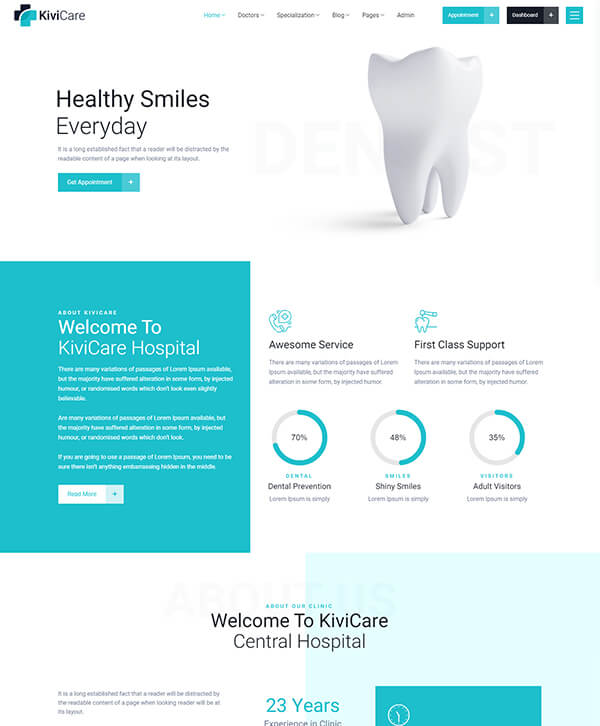 KiviCare
Home Doctors Specialization Blog Pages Admin
Appointment +
Dashboard +
DENTIST
Healthy Smiles
Everyday
It is a long established fact that a reader will be distracted by the
readable content of a page when looking at its layout.
Get Appointment +
ABOUT KIVICARE
Welcome To
KiviCare Hospital
There are many variations of passages of Lorem Ipsum available,
but the majority have suffered alteration in some form, by injected
humour, or randomised words which don't look even slightly
believable.
Are many variations of passages of Lorem Ipsum available,
but the majority have suffered alteration in some form, by injected
humour, or randomised words which don't look.
If you are going to use a passage of Lorem Ipsum, you need to be
sure there isn't anything embarrassing hidden in the middle.
Read More +
Awesome Service
There are many variations of passages of Lorem
Ipsum available, but the majority have suffered
alteration in some form, by injected humor.
First Class Support
There are many variations of passages of Lorem
Ipsum available, but the majority have suffered
alteration in some form, by injected humor.
70%
DENTAL
Dental Prevention
Lorem Ipsum is simply
48%
SMILES
Shiny Smiles
Lorem Ipsum is simply
35%
VISITORS
Adult Visitors
Lorem Ipsum is simply
ABOUT US
ABOUT OUR CLINIC
Welcome To KiviCare
Central Hospital
It is a long established fact that a reader will be distracted by
the readable content of a page when looking at its
layout.
23 Years
Experience in Clinic